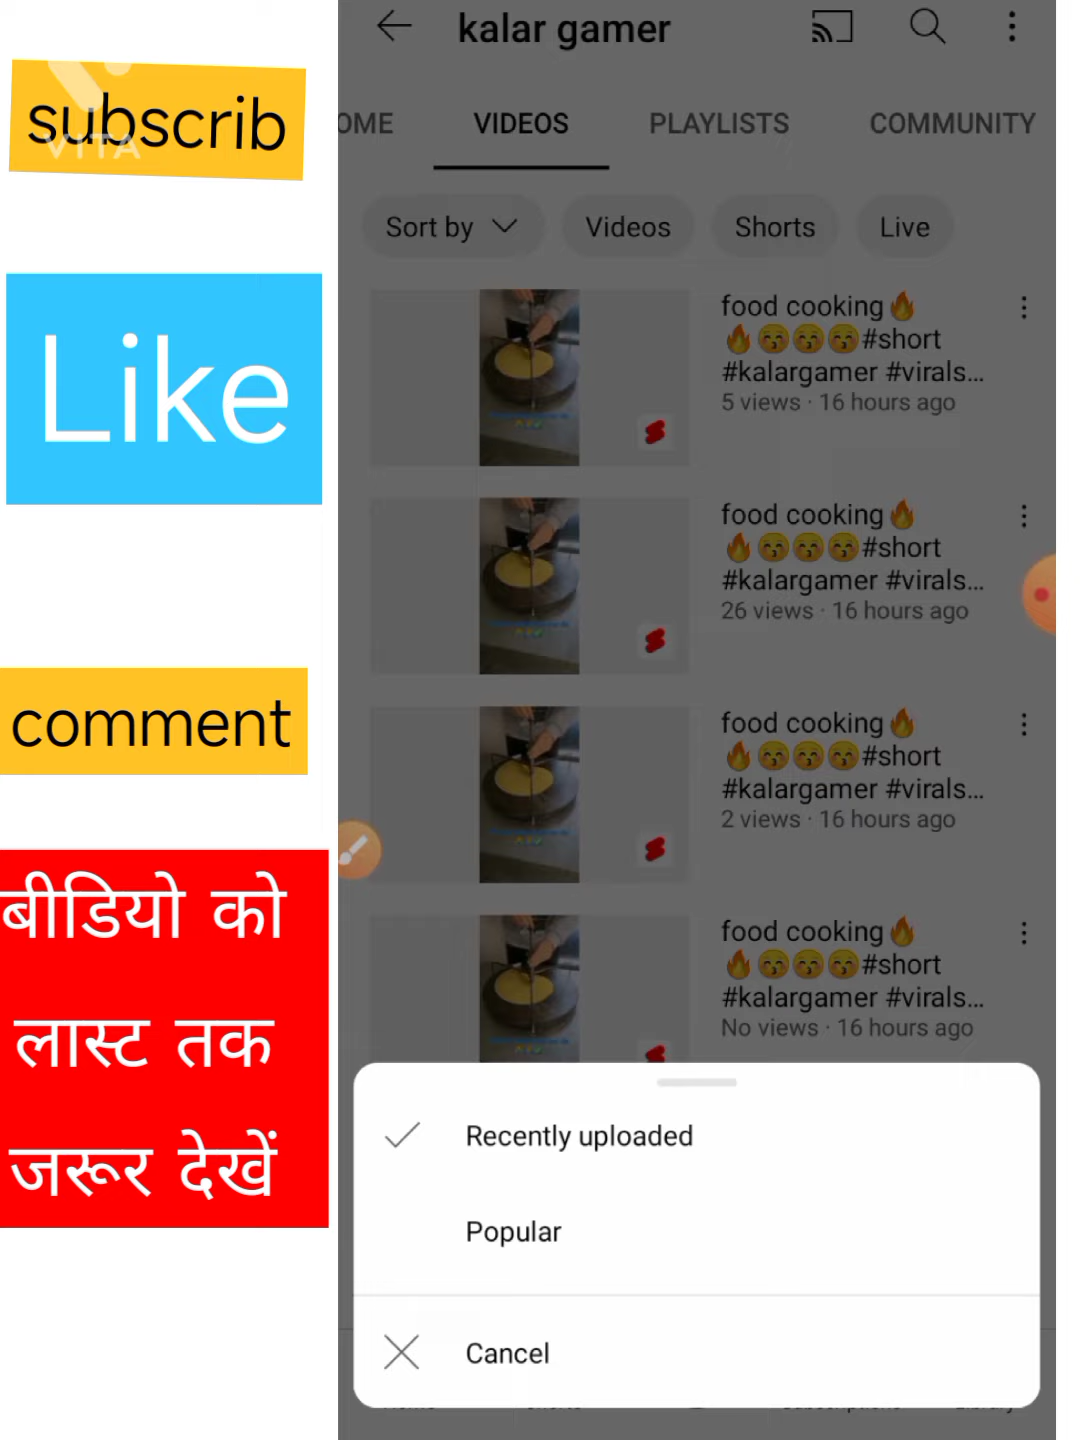 subscrib
VITA
Like
comment
बीडियो को
लास्ट तक
जरूर देखें
kalar gamer
OME VIDEOS PLAYLISTS COMMUNITY
Sort by Videos Shorts Live
food cooking🔥
🔥😚😚😚#short
#kalargamer #virals...
5 views · 16 hours ago
food cooking🔥
🔥😚😚😚#short
#kalargamer #virals...
26 views · 16 hours ago
food cooking🔥
🔥😚😚😚#short
#kalargamer #virals...
2 views · 16 hours ago
food cooking🔥
🔥😚😚😚#short
#kalargamer #virals...
No views · 16 hours ago
Recently uploaded
Popular
Cancel